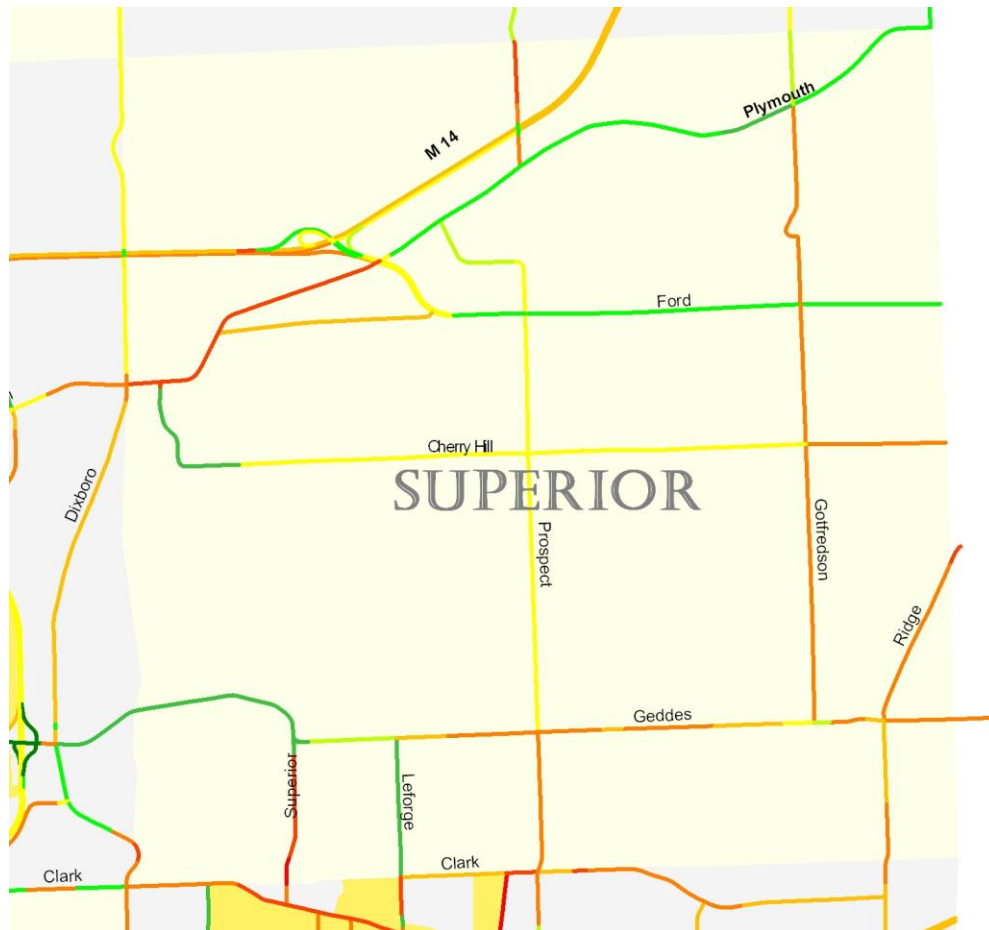 Plymouth
M 14
Ford
Cherry Hill
SUPERIOR
Dixboro
Prospect
Gotfredson
Ridge
Geddes
Superior
Leforge
Clark
Clark